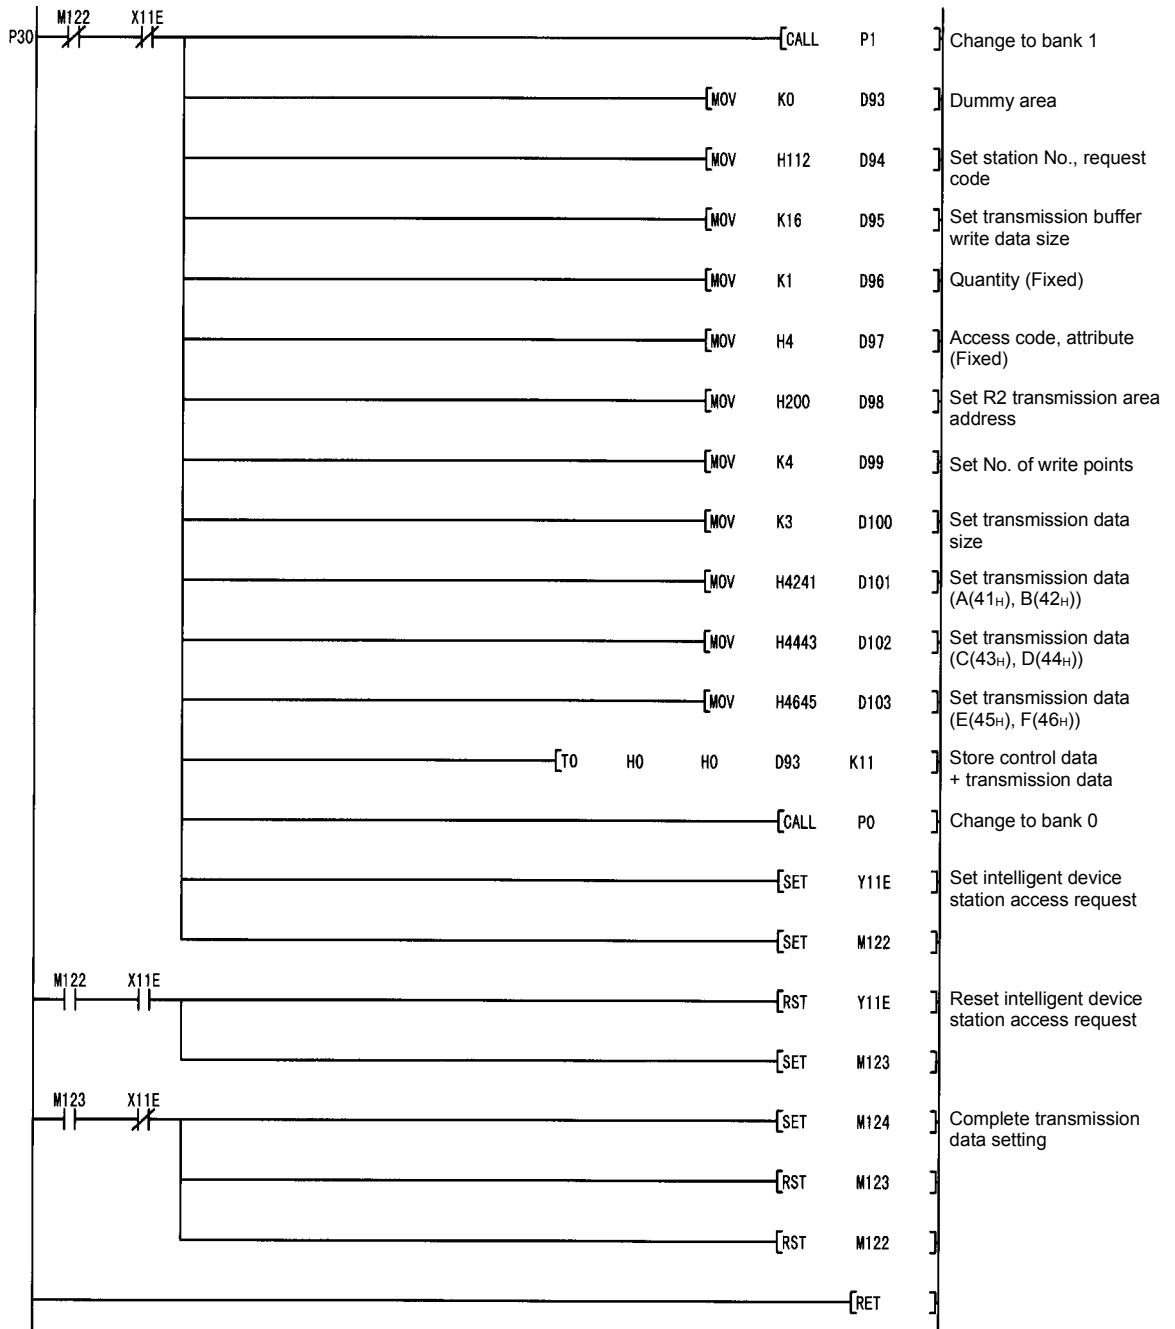 M122 X11E
P30 [CALL P1 ] Change to bank 1
[MOV K0 D93 ] Dummy area
[MOV H112 D94 ] Set station No., request
code
[MOV K16 D95 ] Set transmission buffer
write data size
[MOV K1 D96 ] Quantity (Fixed)
[MOV H4 D97 ] Access code, attribute
(Fixed)
[MOV H200 D98 ] Set R2 transmission area
address
[MOV K4 D99 ] Set No. of write points
[MOV K3 D100 ] Set transmission data
size
[MOV H4241 D101 ] Set transmission data
(A(41H), B(42H))
[MOV H4443 D102 ] Set transmission data
(C(43H), D(44H))
[MOV H4645 D103 ] Set transmission data
(E(45H), F(46H))
[TO H0 H0 D93 K11 ] Store control data
+ transmission data
[CALL P0 ] Change to bank 0
[SET Y11E ] Set intelligent device
station access request
[SET M122 ]
M122 X11E
[RST Y11E ] Reset intelligent device
station access request
[SET M123 ]
M123 X11E
[SET M124 ] Complete transmission
data setting
[RST M123 ]
[RST M122 ]
[RET ]